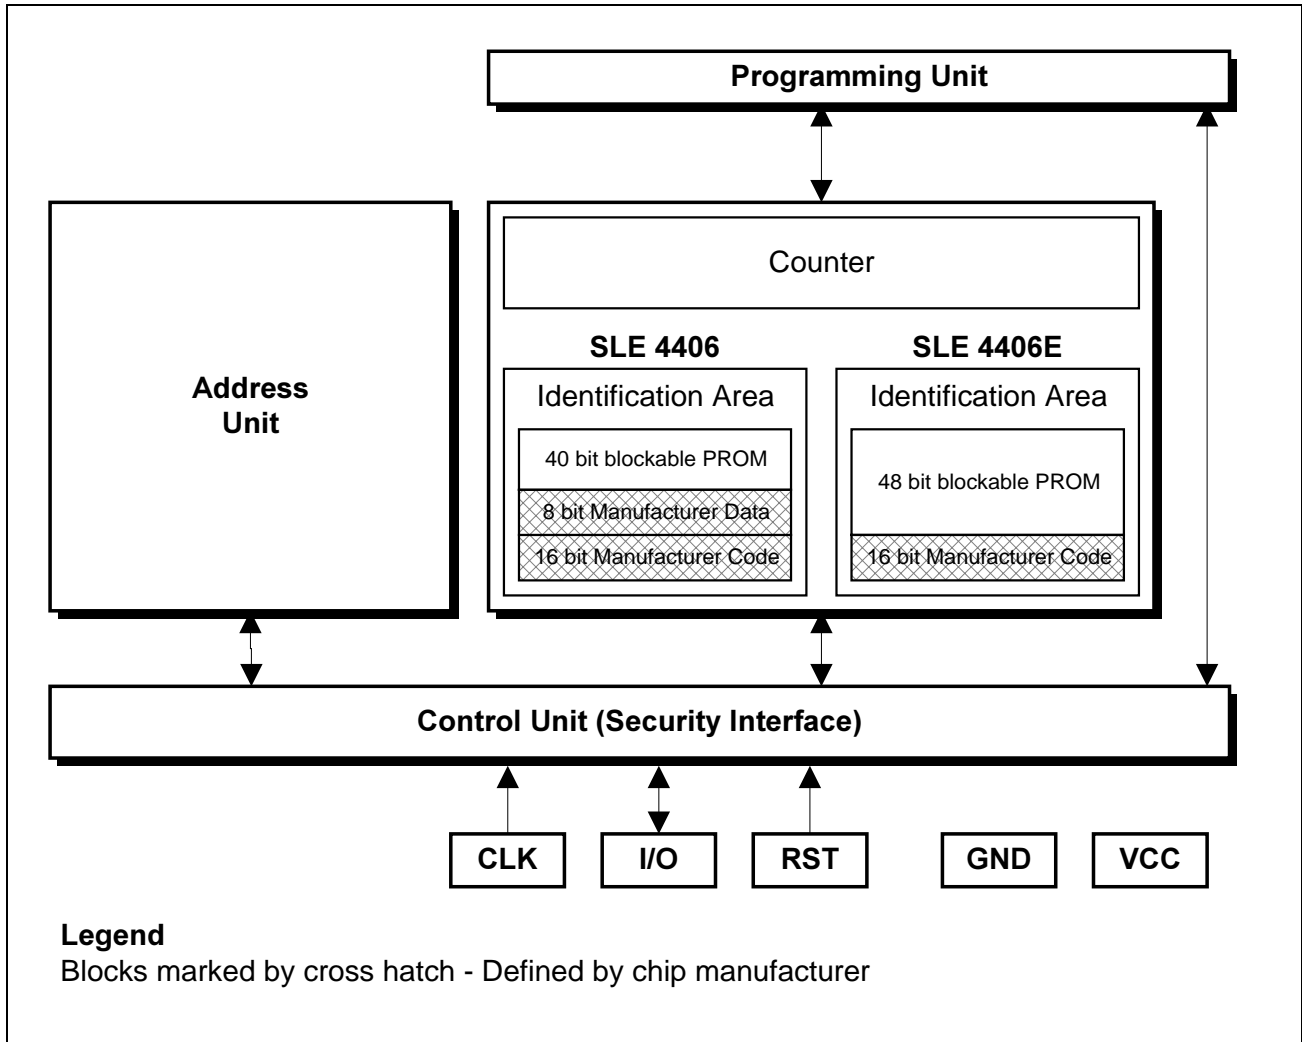 Programming Unit
Counter
SLE 4406
SLE 4406E
Address
Unit
Identification Area
Identification Area
40 bit blockable PROM
48 bit blockable PROM
8 bit Manufacturer Data
16 bit Manufacturer Code
16 bit Manufacturer Code
Control Unit (Security Interface)
CLK
I/O
RST
GND
VCC
Legend
Blocks marked by cross hatch - Defined by chip manufacturer